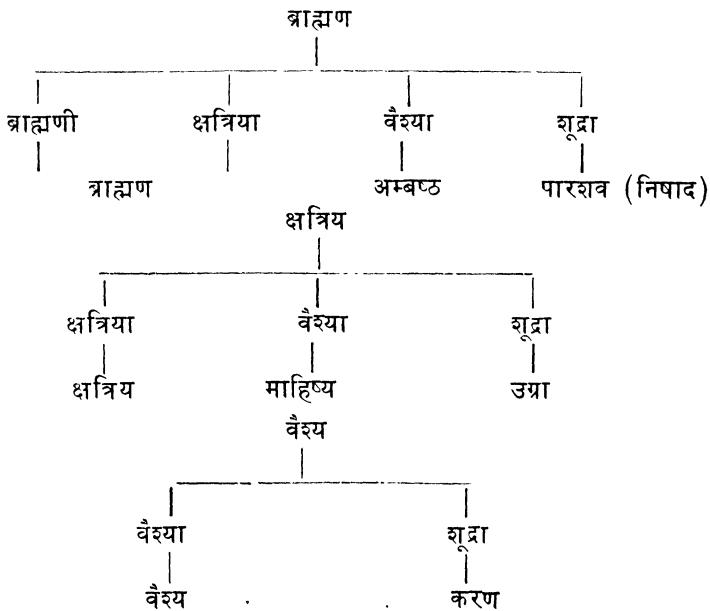 ब्राह्मण
ब्राह्मणी क्षत्रिया वैश्या शूद्रा
ब्राह्मण अम्बष्ठ पारशव (निषाद)
क्षत्रिय
क्षत्रिया वैश्या शूद्रा
क्षत्रिय माहिष्य उग्रा
वैश्य
वैश्या शूद्रा
वैश्य करण